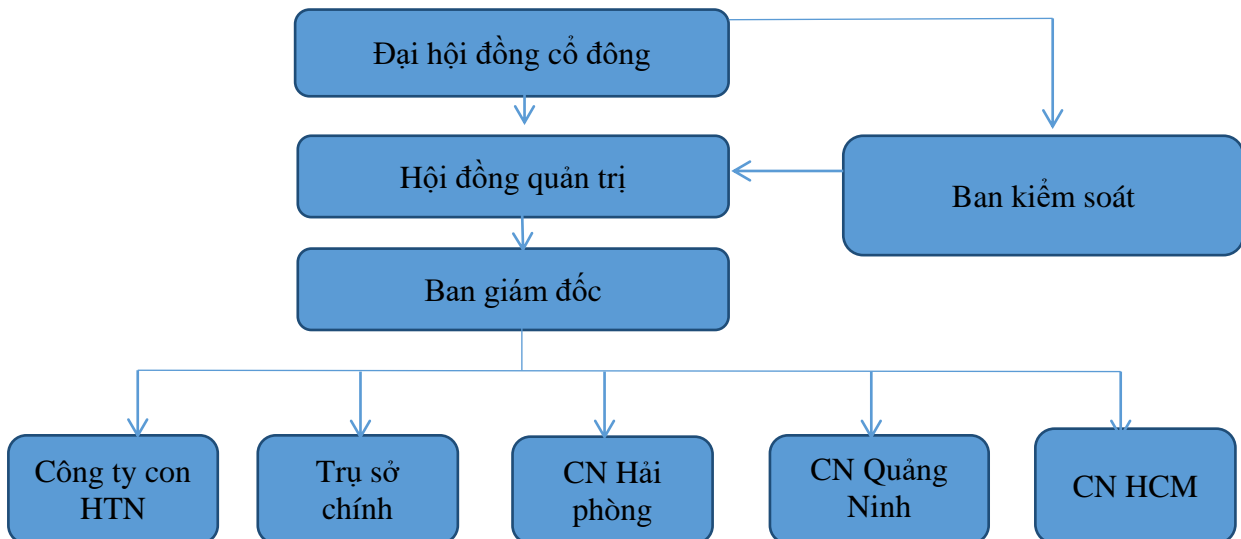 Đại hội đồng cổ đông
Hội đồng quản trị
Ban kiểm soát
Ban giám đốc
Công ty con
HTN
Trụ sở
chính
CN Hải
phòng
CN Quảng
Ninh
CN HCM